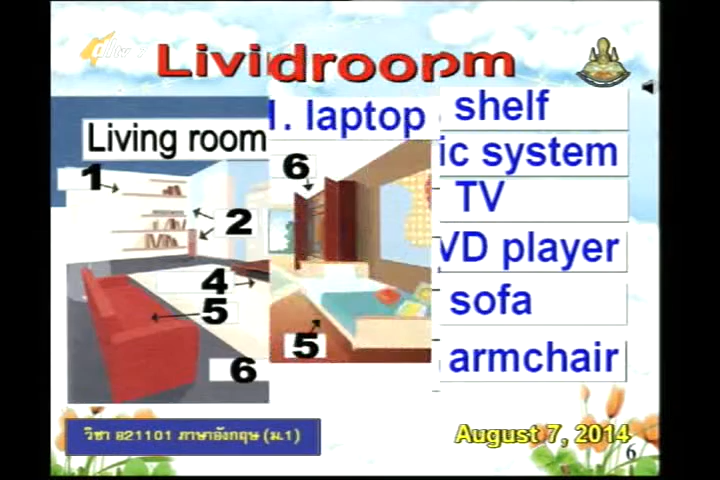 Lividroorm
Living room
1. laptop
shelf
ic system
TV
VD player
sofa
armchair
1
2
4
5
6
6
5
วิชา อ21101 ภาษาอังกฤษ (ม.1)
August 7, 2014
6